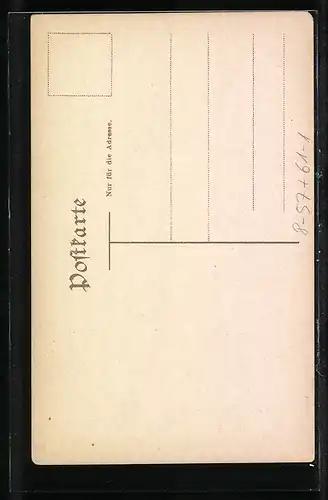 Postkarte
Nur für die Adresse.
8-57+61-1